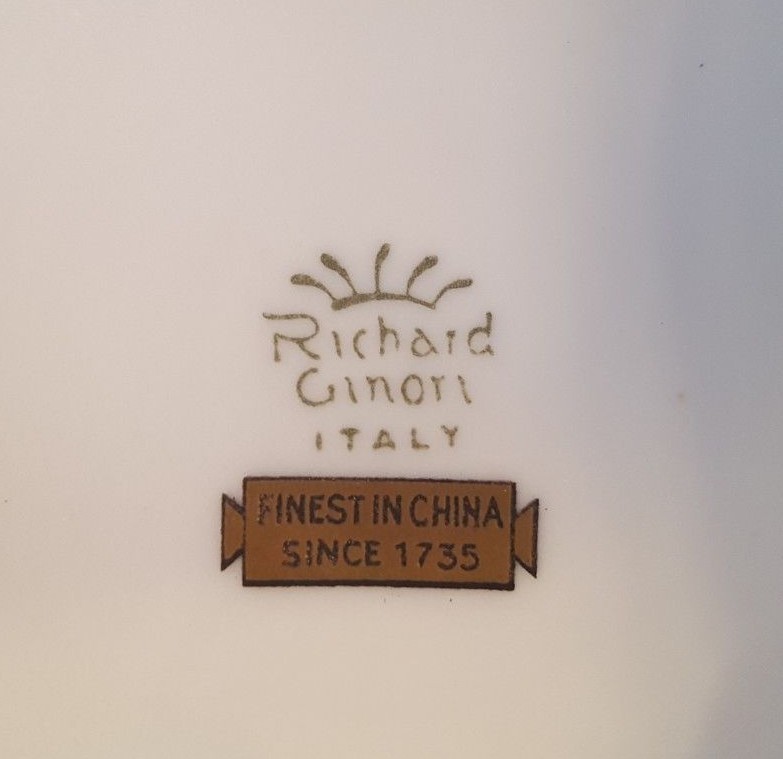 Richard
Ginori
ITALY
FINEST IN CHINA
SINCE 1735